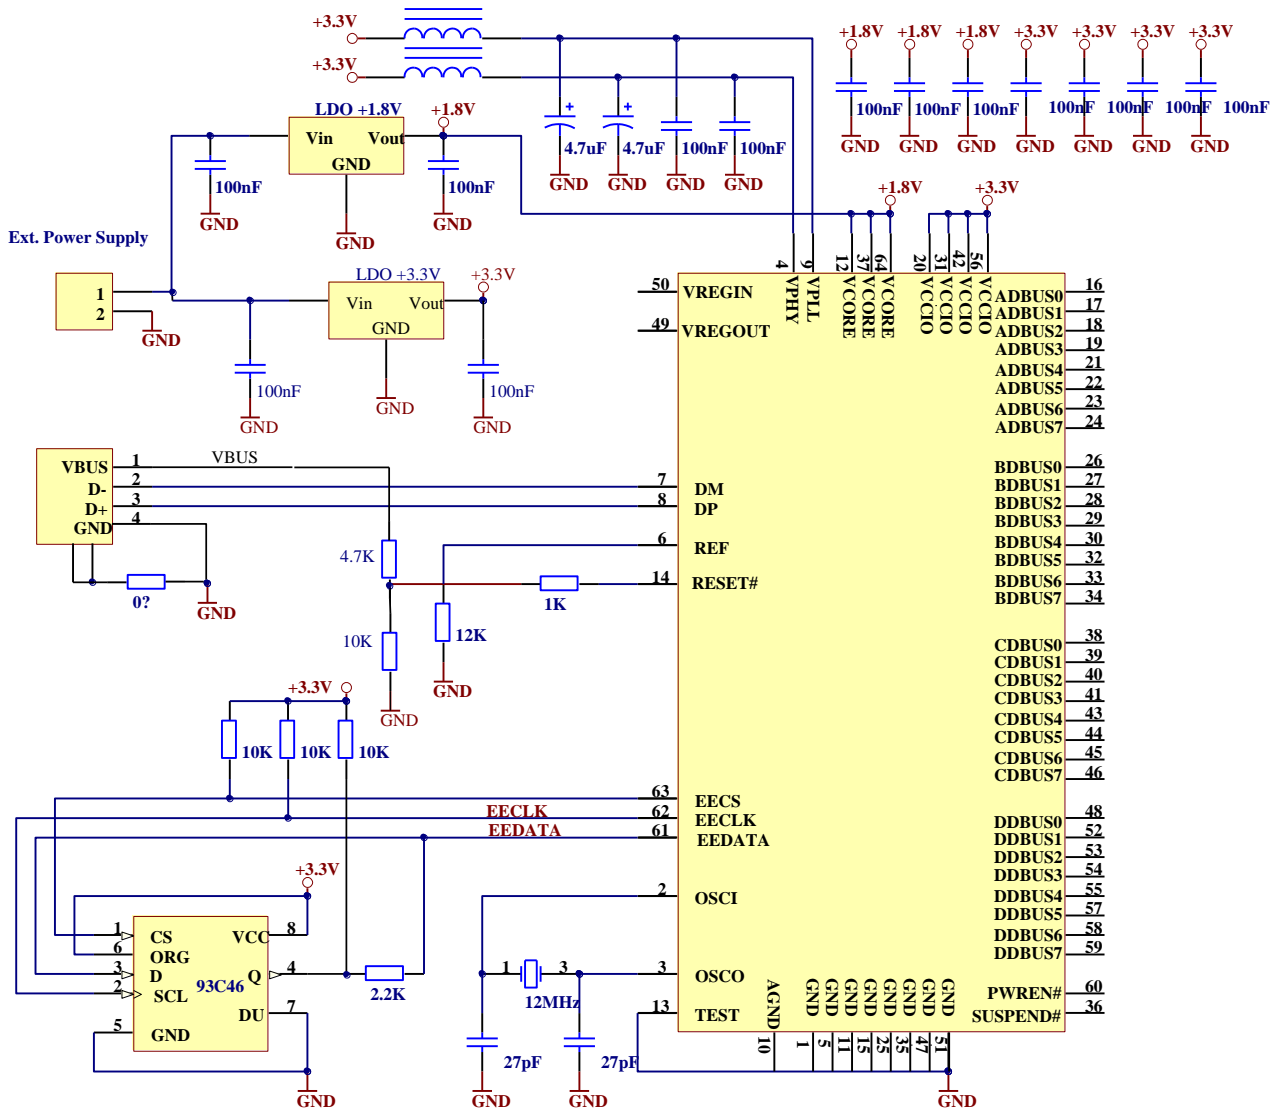 +3.3V
+3.3V
+1.8V +1.8V +1.8V +3.3V +3.3V +3.3V +3.3V
100nF 100nF 100nF 100nF 100nF 100nF 100nF
GND GND GND GND GND GND GND
LDO +1.8V
+1.8V
Vin Vout
GND
100nF
100nF
GND
GND
GND
4.7uF 4.7uF 100nF 100nF
GND GND GND GND
+1.8V
+3.3V
Ext. Power Supply
1
2
GND
LDO +3.3V
+3.3V
Vin Vout
GND
100nF
100nF
GND
GND
GND
4 9 12 37 64 20 31 42 56
VPHY VPLL VCORE VCORE VCORE VCCIO VCCIO VCCIO VCCIO
50 VREGIN
49 VREGOUT
ADBUS0 16
ADBUS1 17
ADBUS2 18
ADBUS3 19
ADBUS4 21
ADBUS5 22
ADBUS6 23
ADBUS7 24
BDBUS0 26
BDBUS1 27
BDBUS2 28
BDBUS3 29
BDBUS4 30
BDBUS5 32
BDBUS6 33
BDBUS7 34
CDBUS0 38
CDBUS1 39
CDBUS2 40
CDBUS3 41
CDBUS4 43
CDBUS5 44
CDBUS6 45
CDBUS7 46
DDBUS0 48
DDBUS1 52
DDBUS2 53
DDBUS3 54
DDBUS4 55
DDBUS5 57
DDBUS6 58
DDBUS7 59
PWREN# 60
SUSPEND# 36
VBUS 1
VBUS
D- 2
D+ 3
GND 4
0?
GND
7 DM
8 DP
6 REF
14 RESET#
4.7K
1K
10K
12K
GND
GND
+3.3V
10K 10K 10K
63 EECS
EECLK 62 EECLK
EEDATA 61 EEDATA
+3.3V
1 CS VCC 8
6 ORG
3 D Q 4
2 SCL
93C46
DU 7
5 GND
2.2K
GND
2 OSCI
1 3
12MHz
3 OSCO
13 TEST
27pF 27pF
GND GND
AGND GND GND GND GND GND GND GND GND
10 1 5 11 15 25 35 47 51
GND